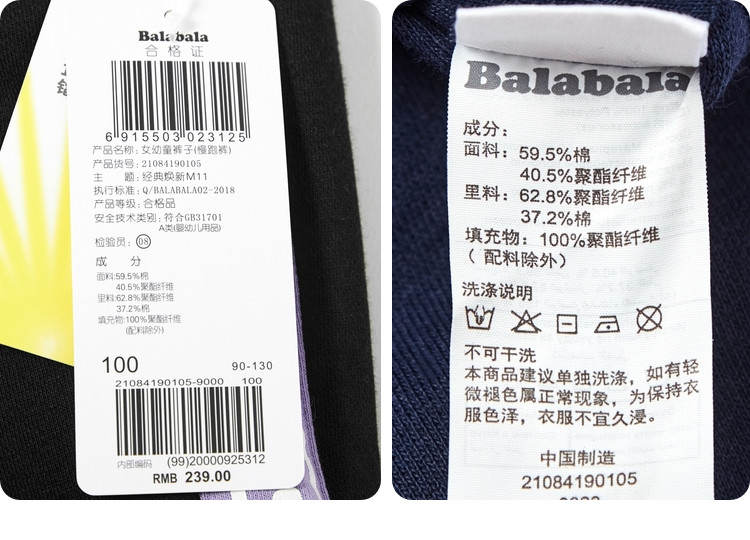 Balabala
合格证
6 915503 023125
产品名称: 女幼童裤子(慢跑裤)
产品货号: 21084190105
主 题: 经典焕新M11
执行标准: Q/BALABALA02-2018
产品等级: 合格品
安全技术类别: 符合GB31701
A类(婴幼儿用品)
检验员: 08
成 分
面料:59.5%棉
40.5%聚酯纤维
里料:62.8%聚酯纤维
37.2%棉
填充物:100%聚酯纤维
(配料除外)
100 90-130
21084190105-9000 100
内部编码 (99)20000925312
RMB 239.00
Balabala
成分:
面料: 59.5%棉
40.5%聚酯纤维
里料: 62.8%聚酯纤维
37.2%棉
填充物: 100%聚酯纤维
( 配料除外)
洗涤说明
不可干洗
本商品建议单独洗涤, 如有轻
微褪色属正常现象, 为保持衣
服色泽, 衣服不宜久浸。
中国制造
21084190105